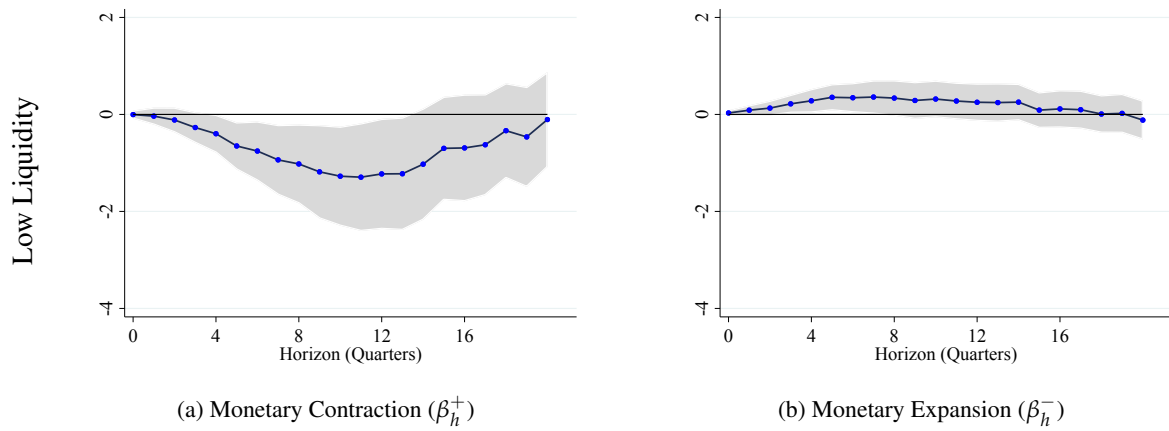 Low Liquidity
2
0
-2
-4
0 4 8 12 16
Horizon (Quarters)
(a) Monetary Contraction (β_h^+)
2
0
-2
-4
0 4 8 12 16
Horizon (Quarters)
(b) Monetary Expansion (β_h^−)